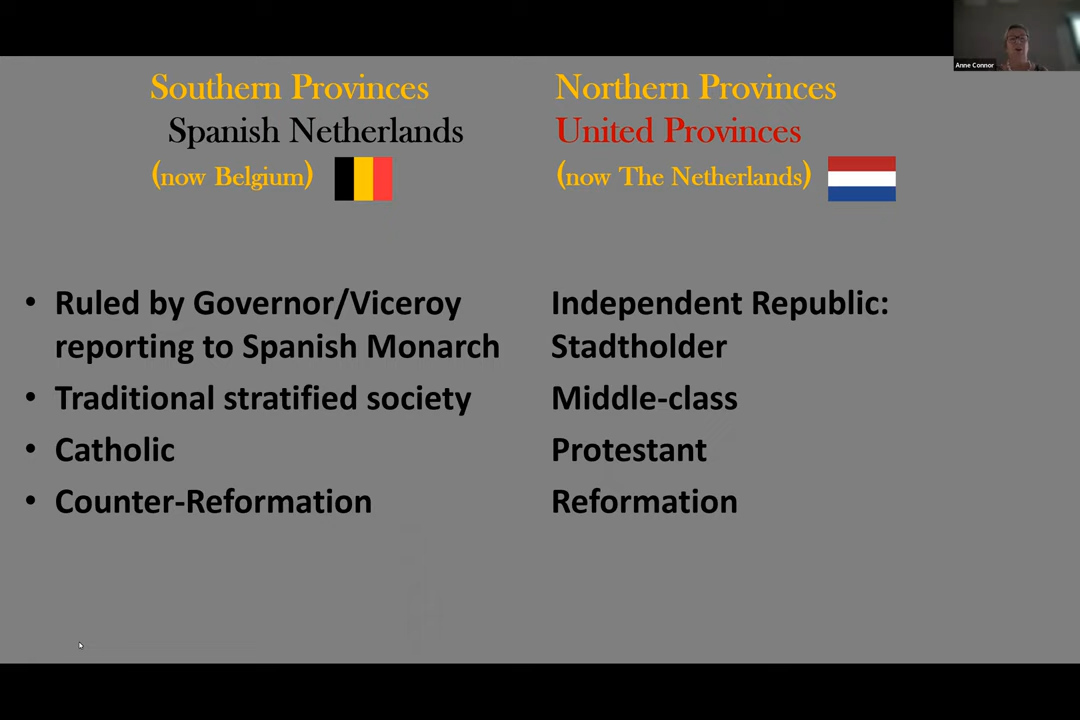 Anne Connor
Southern Provinces
Spanish Netherlands
(now Belgium)
Northern Provinces
United Provinces
(now The Netherlands)
• Ruled by Governor/Viceroy
reporting to Spanish Monarch
• Traditional stratified society
• Catholic
• Counter-Reformation
Independent Republic:
Stadtholder
Middle-class
Protestant
Reformation